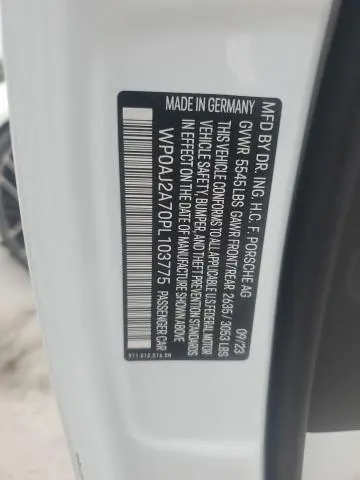 MFD BY DR. ING. H.C. F. PORSCHE AG 09/23
GVWR 5545 LBS GAWR FRONT/REAR 2635 / 3053 LBS
THIS VEHICLE CONFORMS TO ALL APPLICABLE U.S FEDERAL MOTOR
VEHICLE SAFETY, BUMPER, AND THEFT PREVENTION STANDARDS
IN EFFECT ON THE DATE OF MANUFACTURE SHOWN ABOVE
WP0AJ2A70PL103775 PASSENGER CAR
MADE IN GERMANY 971.010.016.DN